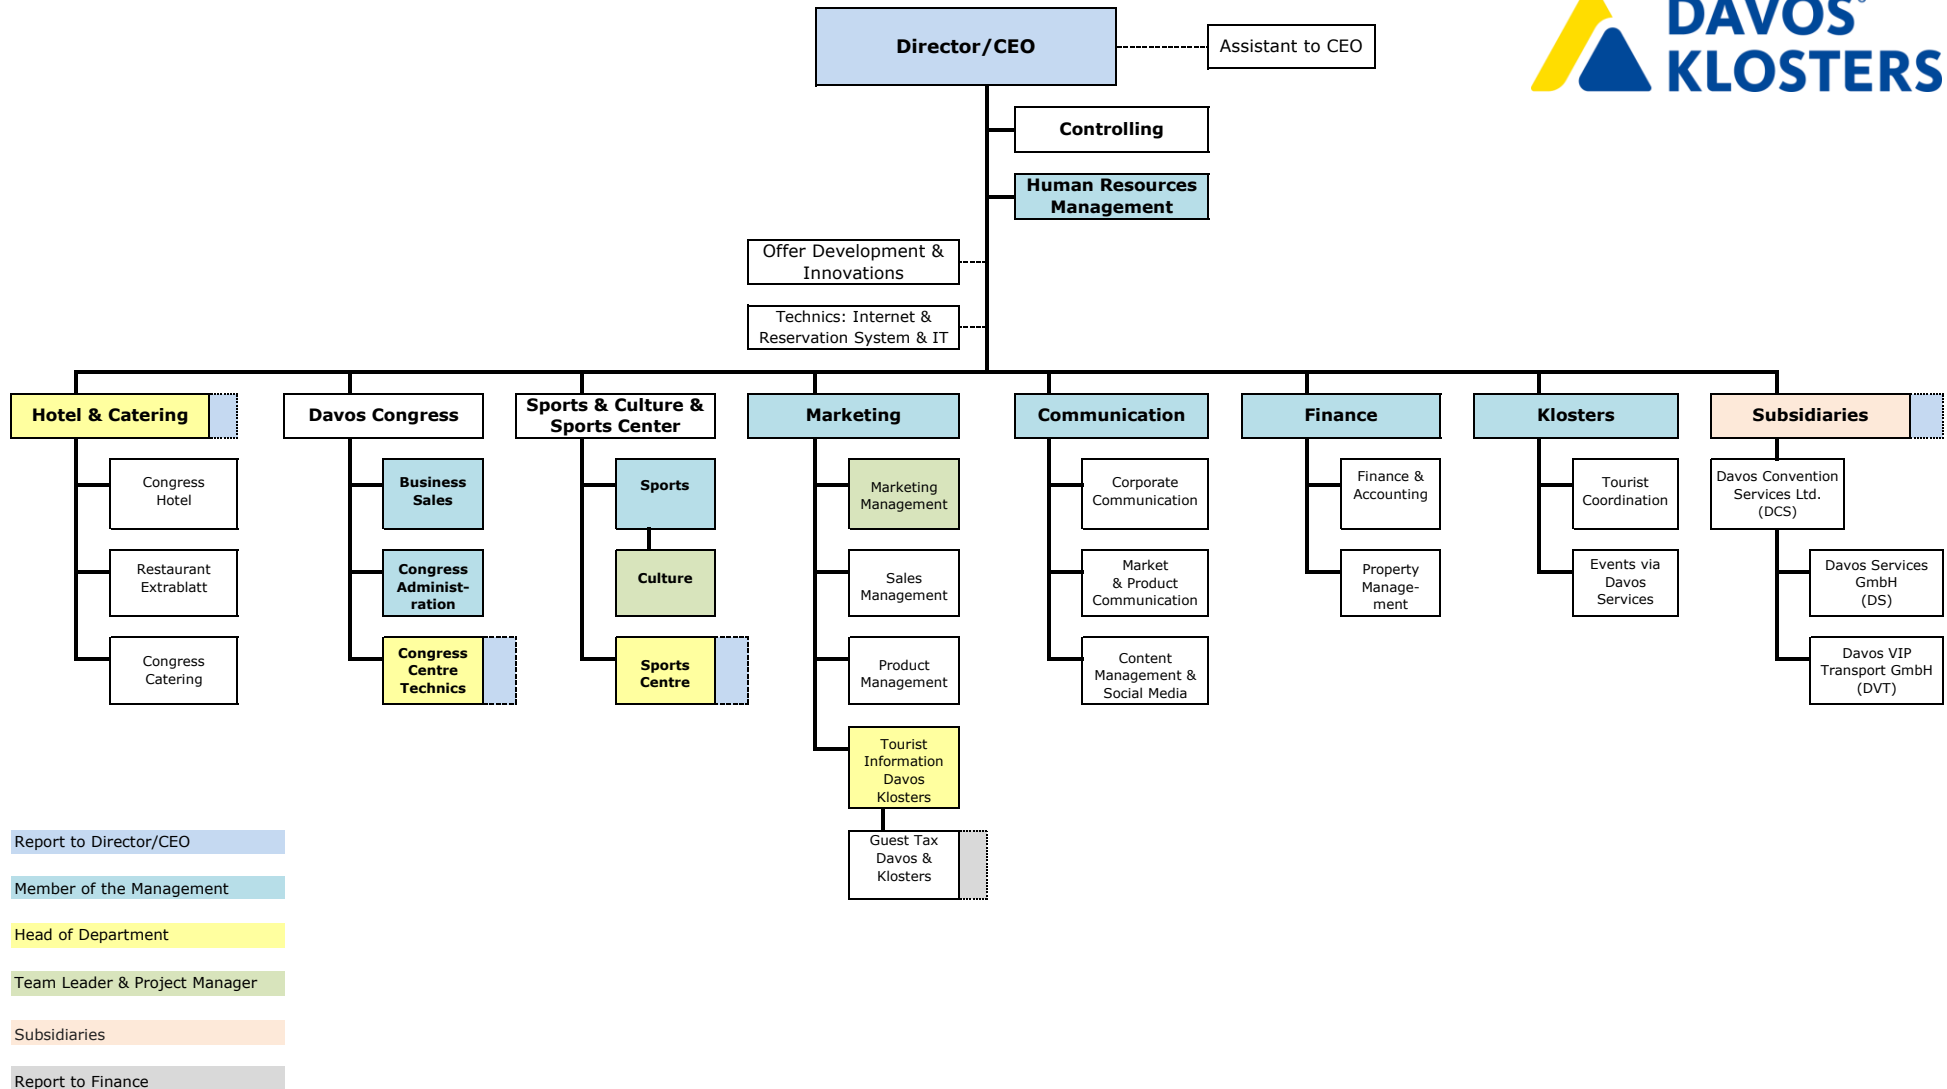 DAVOS®
KLOSTERS
Director/CEO
Assistant to CEO
Controlling
Human Resources
Management
Offer Development &
Innovations
Technics: Internet &
Reservation System & IT
Hotel & Catering
Congress
Hotel
Restaurant
Extrablatt
Congress
Catering
Davos Congress
Business
Sales
Congress
Administ-
ration
Congress
Centre
Technics
Sports & Culture &
Sports Center
Sports
Culture
Sports
Centre
Marketing
Marketing
Management
Sales
Management
Product
Management
Tourist
Information
Davos
Klosters
Guest Tax
Davos &
Klosters
Communication
Corporate
Communication
Market
& Product
Communication
Content
Management &
Social Media
Finance
Finance &
Accounting
Property
Manage-
ment
Klosters
Tourist
Coordination
Events via
Davos
Services
Subsidiaries
Davos Convention
Services Ltd.
(DCS)
Davos Services
GmbH
(DS)
Davos VIP
Transport GmbH
(DVT)
Report to Director/CEO
Member of the Management
Head of Department
Team Leader & Project Manager
Subsidiaries
Report to Finance